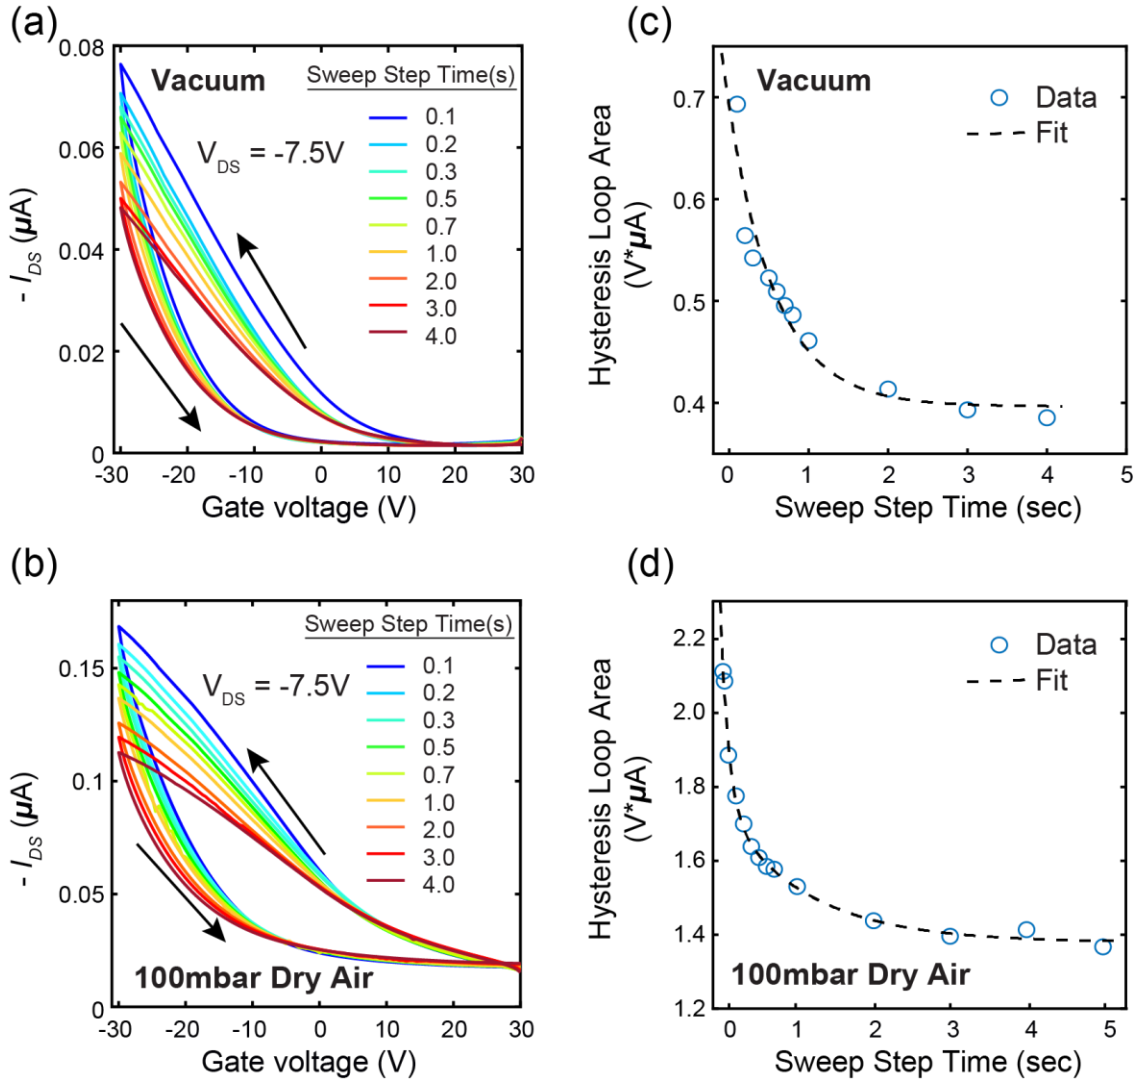 (a)
0.08
0.06
0.04
0.02
0
- I_DS (μA)
Vacuum
V_DS = -7.5V
Sweep Step Time(s)
0.1
0.2
0.3
0.5
0.7
1.0
2.0
3.0
4.0
-30 -20 -10 0 10 20 30
Gate voltage (V)
(c)
0.7
0.6
0.5
0.4
Hysteresis Loop Area
(V*μA)
Vacuum
Data
Fit
0 1 2 3 4 5
Sweep Step Time (sec)
(b)
0.15
0.1
0.05
0
- I_DS (μA)
Sweep Step Time(s)
V_DS = -7.5V
0.1
0.2
0.3
0.5
0.7
1.0
2.0
3.0
4.0
100mbar Dry Air
-30 -20 -10 0 10 20 30
Gate voltage (V)
(d)
2.2
2.0
1.8
1.6
1.4
1.2
Hysteresis Loop Area
(V*μA)
Data
Fit
100mbar Dry Air
0 1 2 3 4 5
Sweep Step Time (sec)